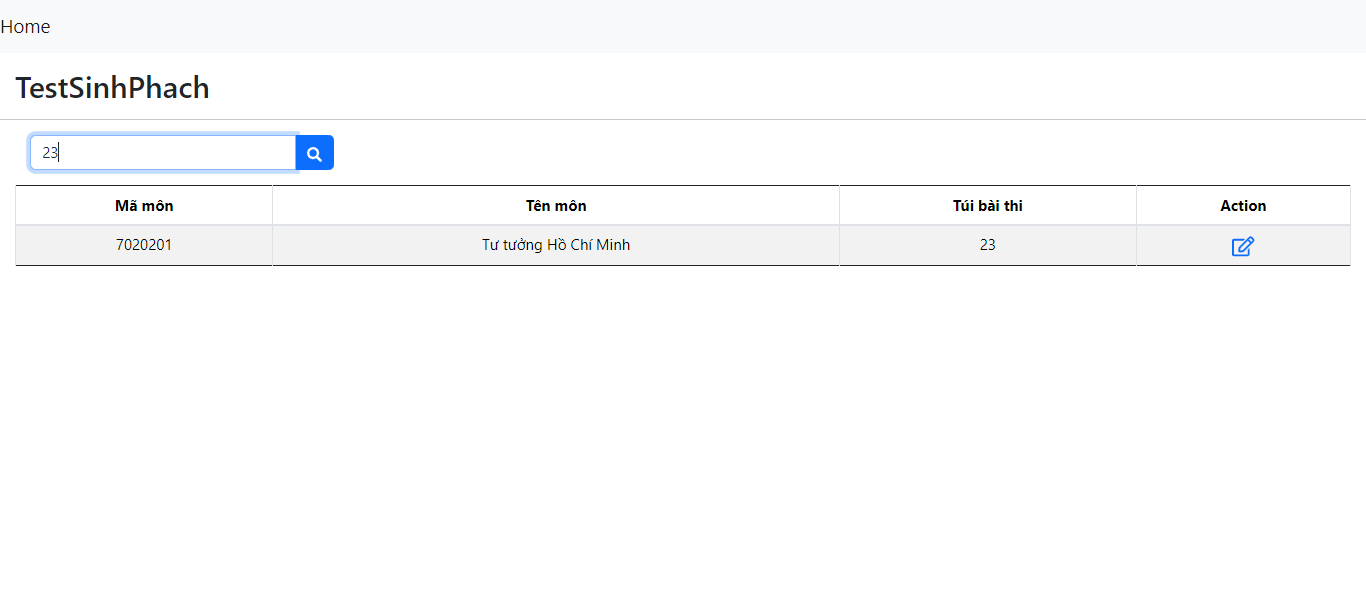 Home
TestSinhPhach
23
Mã môn Tên môn Túi bài thi Action
7020201 Tư tưởng Hồ Chí Minh 23